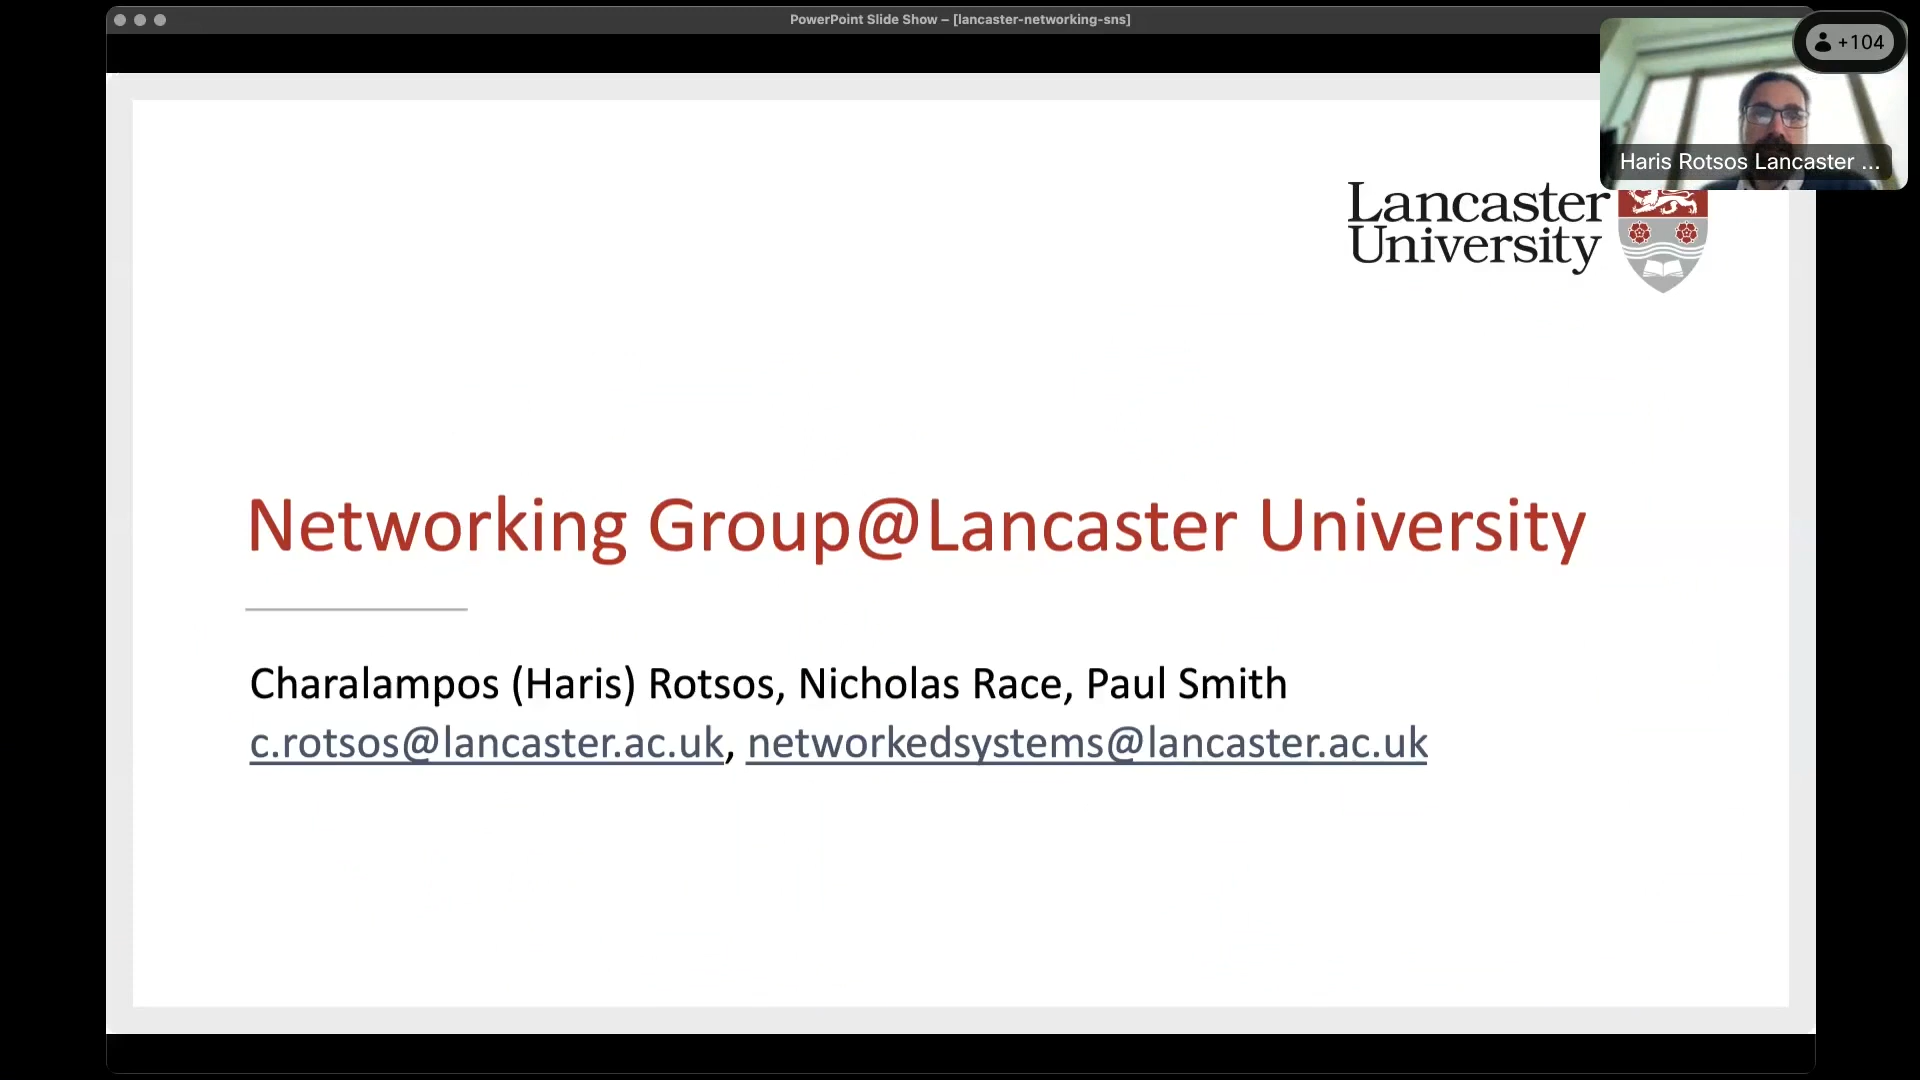 PowerPoint Slide Show – [lancaster-networking-sns]
+104
Haris Rotsos Lancaster ...
Lancaster
University
Networking Group@Lancaster University
Charalampos (Haris) Rotsos, Nicholas Race, Paul Smith
c.rotsos@lancaster.ac.uk, networkedsystems@lancaster.ac.uk